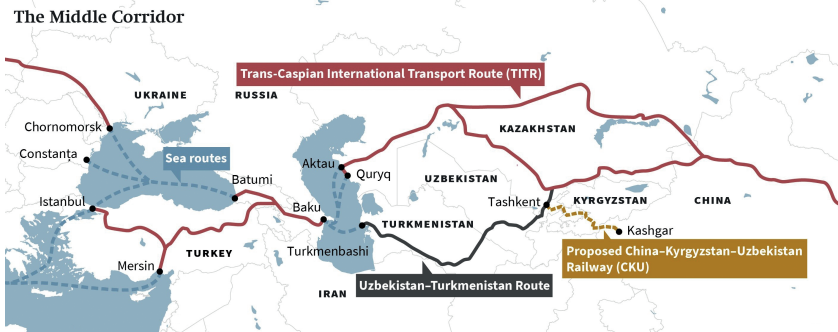 The Middle Corridor
Trans-Caspian International Transport Route (TITR)
UKRAINE
RUSSIA
Chornomorsk
KAZAKHSTAN
Constanța
Sea routes
Aktau
Quryq
Batumi
UZBEKISTAN
Istanbul
Baku
Tashkent
KYRGYZSTAN
CHINA
TURKMENISTAN
Kashgar
TURKEY
Turkmenbashi
Proposed China–Kyrgyzstan–Uzbekistan
Railway (CKU)
Mersin
Uzbekistan–Turkmenistan Route
IRAN